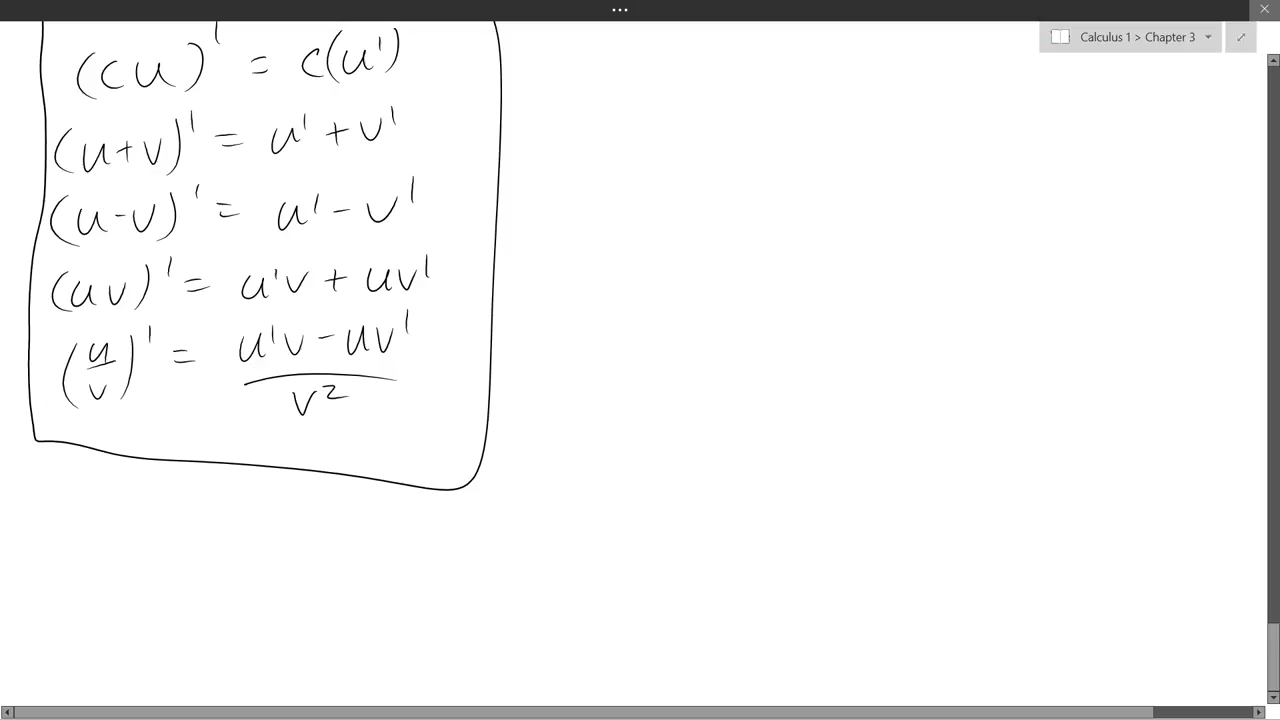 Calculus 1 > Chapter 3
(cu)' = c(u')
(u+v)' = u' + v'
(u-v)' = u' - v'
(uv)' = u'v + uv'
(u/v)' = (u'v - uv')/v²